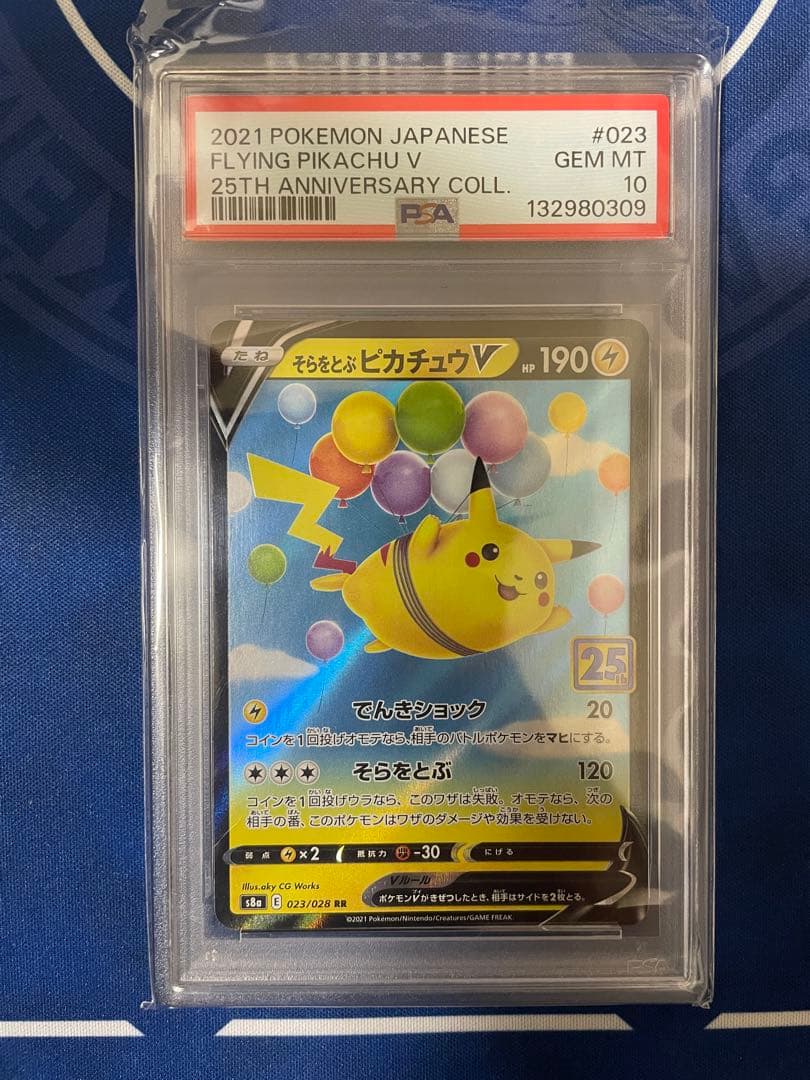 2021 POKEMON JAPANESE #023
FLYING PIKACHU V GEM MT
25TH ANNIVERSARY COLL. 10
PSA 132980309
たね そらをとぶピカチュウV HP 190
25th
でんきショック 20
コインを1回投げオモテなら、相手のバトルポケモンをマヒにする。
そらをとぶ 120
コインを1回投げウラなら、このワザは失敗。オモテなら、次の
相手の番、このポケモンはワザのダメージや効果を受けない。
弱点 ×2 抵抗力 -30 にげる
Illus.aky CG Works
Vルール
s8a E 023/028 RR ポケモンVがきぜつしたとき、相手はサイドを2枚とる。
©2021 Pokémon/Nintendo/Creatures/GAME FREAK.
PSA